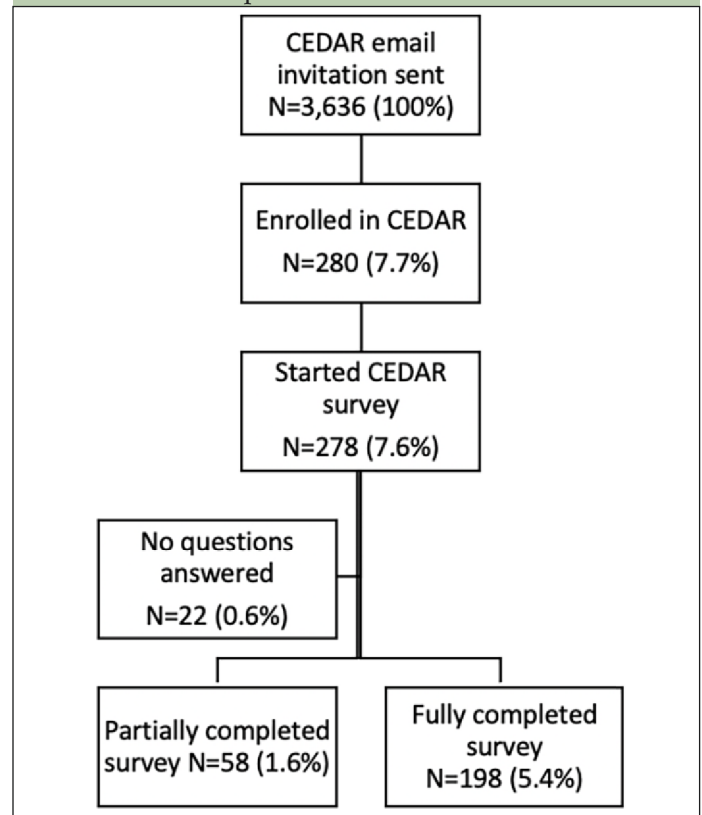 CEDAR email
invitation sent
N=3,636 (100%)
Enrolled in CEDAR
N=280 (7.7%)
Started CEDAR
survey
N=278 (7.6%)
No questions
answered
N=22 (0.6%)
Partially completed
survey N=58 (1.6%)
Fully completed
survey
N=198 (5.4%)